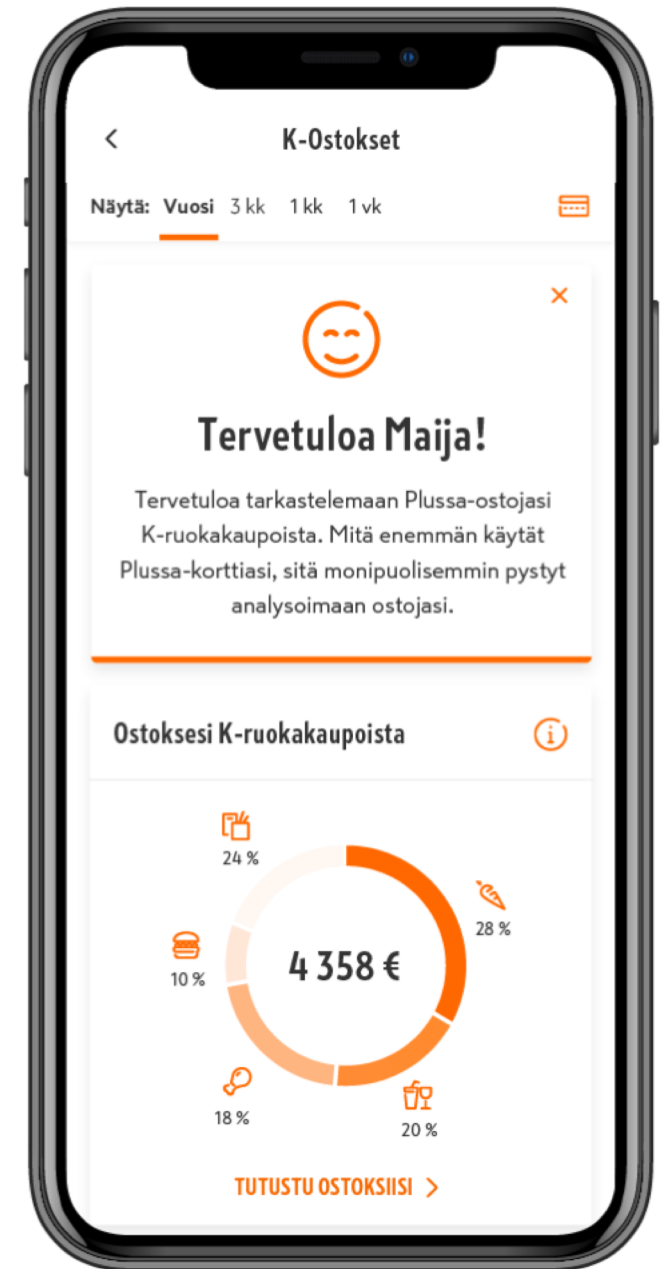 K-Ostokset
Näytä: Vuosi 3 kk 1 kk 1 vk
Tervetuloa Maija!
Tervetuloa tarkastelemaan Plussa-ostojasi
K-ruokakaupoista. Mitä enemmän käytät
Plussa-korttiasi, sitä monipuolisemmin pystyt
analysoimaan ostojasi.
Ostoksesi K-ruokakaupoista
24 %
28 %
10 %
4 358 €
18 %
20 %
TUTUSTU OSTOKSIISI